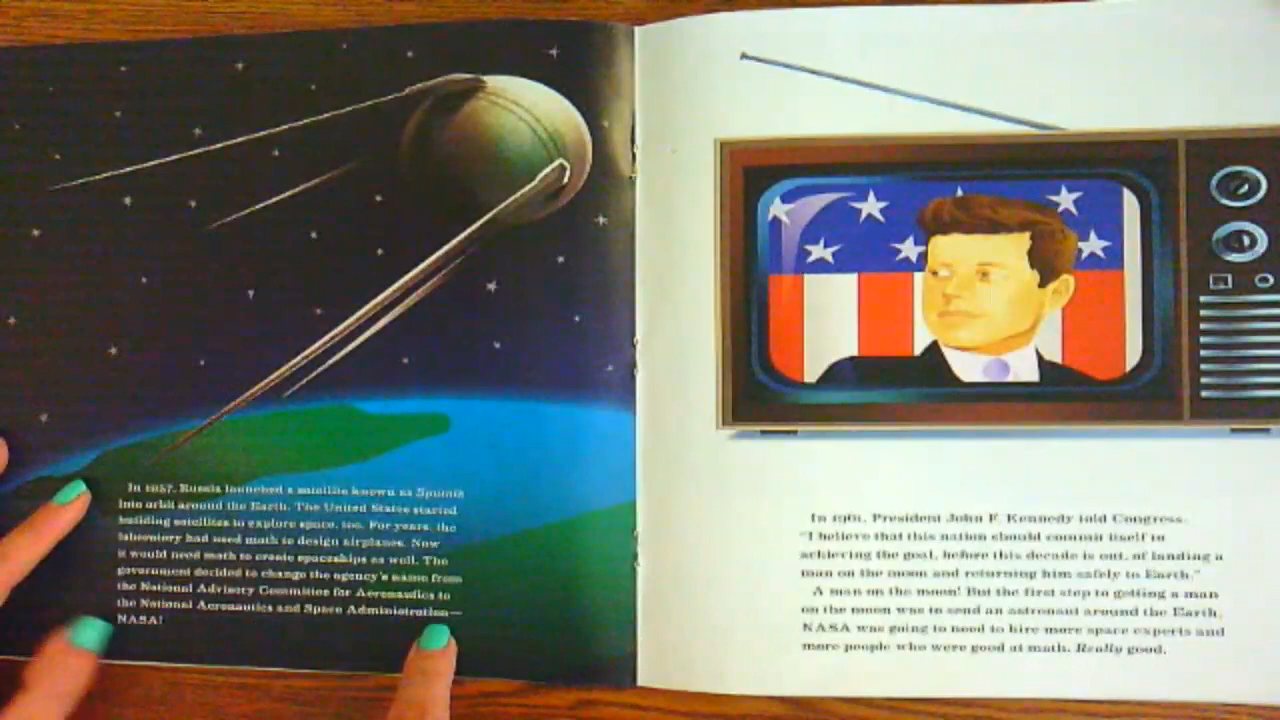 In 1957, Russia launched a satellite known as Sputnik
into orbit around the Earth. The United States started
building satellites to explore space, too. For years, the
laboratory had used math to design airplanes. Now
it would need math to create spaceships as well. The
government decided to change the agency's name from
the National Advisory Committee for Aeronautics to
the National Aeronautics and Space Administration—
NASA!
In 1961, President John F. Kennedy told Congress,
"I believe that this nation should commit itself to
achieving the goal, before this decade is out, of landing a
man on the moon and returning him safely to Earth."
A man on the moon! But the first step to getting a man
on the moon was to send an astronaut around the Earth.
NASA was going to need to hire more space experts and
more people who were good at math. Really good.